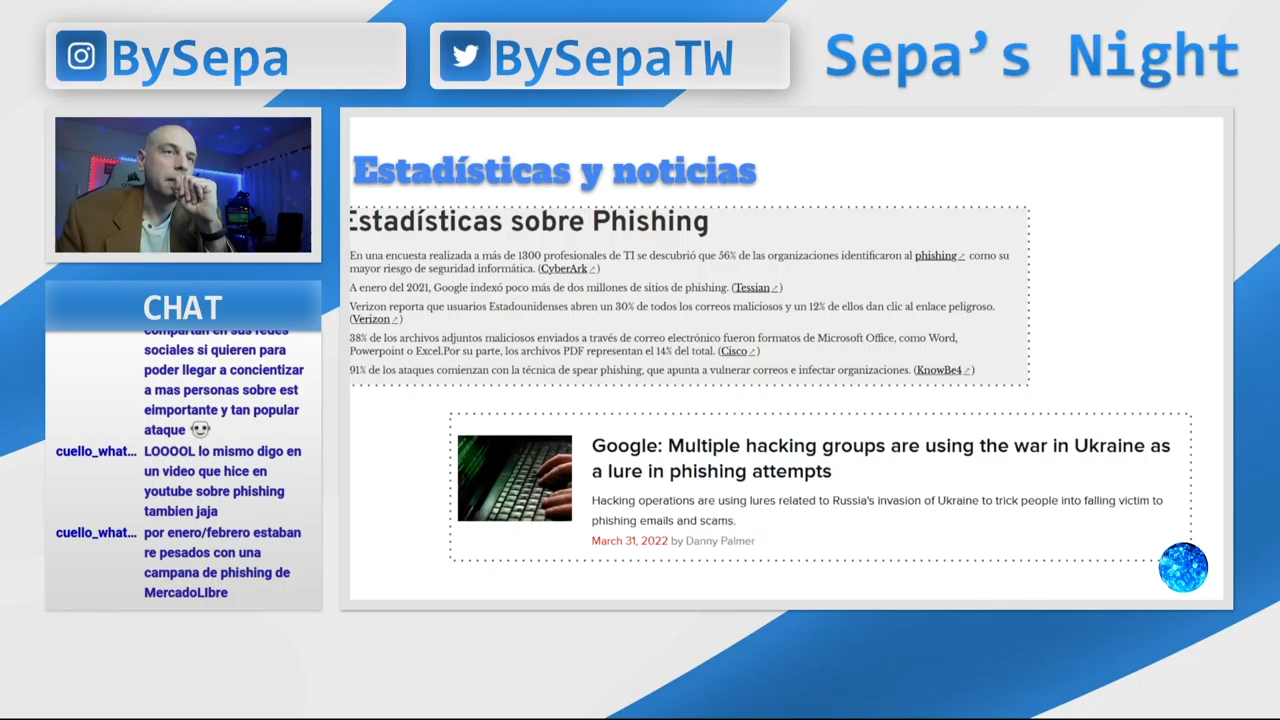 BySepa
BySepaTW
Sepa's Night
CHAT
compartan en sus redes
sociales si quieren para
poder llegar a concientizar
a mas personas sobre est
eimportante y tan popular
ataque
cuello_what... LOOOOL lo mismo digo en
un video que hice en
youtube sobre phishing
tambien jaja
cuello_what... por enero/febrero estaban
re pesados con una
campana de phishing de
MercadoLIbre
Estadísticas y noticias
Estadísticas sobre Phishing
En una encuesta realizada a más de 1300 profesionales de TI se descubrió que 56% de las organizaciones identificaron al phishing como su
mayor riesgo de seguridad informática. (CyberArk)
A enero del 2021, Google indexó poco más de dos millones de sitios de phishing. (Tessian)
Verizon reporta que usuarios Estadounidenses abren un 30% de todos los correos maliciosos y un 12% de ellos dan clic al enlace peligroso.
(Verizon)
38% de los archivos adjuntos maliciosos enviados a través de correo electrónico fueron formatos de Microsoft Office, como Word,
Powerpoint o Excel.Por su parte, los archivos PDF representan el 14% del total. (Cisco)
91% de los ataques comienzan con la técnica de spear phishing, que apunta a vulnerar correos e infectar organizaciones. (KnowBe4)
Google: Multiple hacking groups are using the war in Ukraine as
a lure in phishing attempts
Hacking operations are using lures related to Russia's invasion of Ukraine to trick people into falling victim to
phishing emails and scams.
March 31, 2022 by Danny Palmer